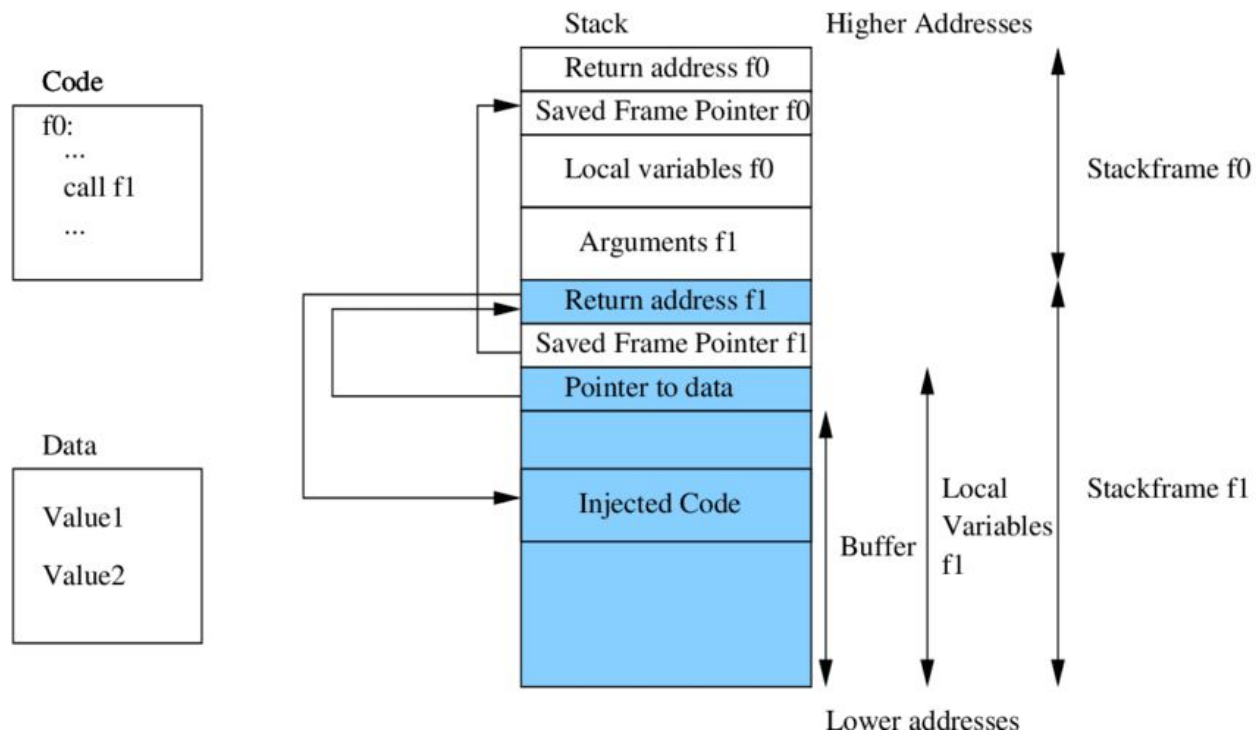 Stack
Higher Addresses
Code
f0:
...
call f1
...
Return address f0
Saved Frame Pointer f0
Local variables f0
Arguments f1
Return address f1
Saved Frame Pointer f1
Pointer to data
Injected Code
Stackframe f0
Data
Value1
Value2
Buffer
Local
Variables
f1
Stackframe f1
Lower addresses